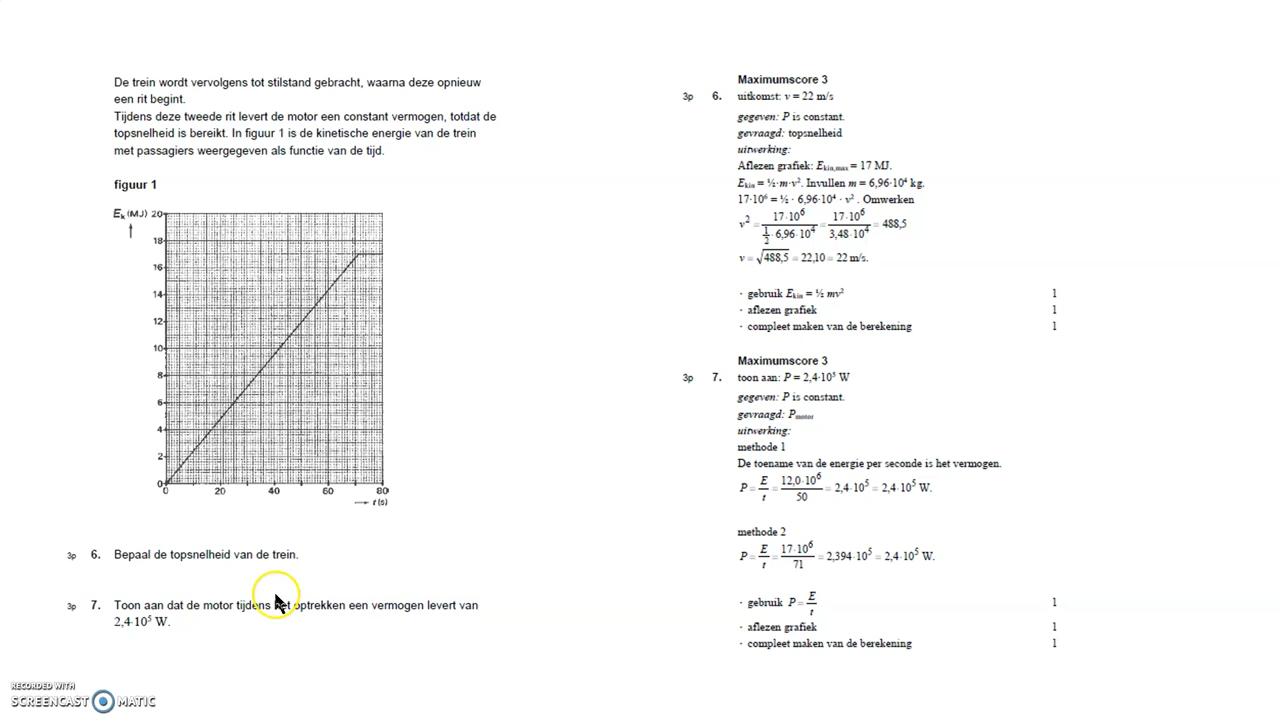 De trein wordt vervolgens tot stilstand gebracht, waarna deze opnieuw
een rit begint.
Tijdens deze tweede rit levert de motor een constant vermogen, totdat de
topsnelheid is bereikt. In figuur 1 is de kinetische energie van de trein
met passagiers weergegeven als functie van de tijd.
figuur 1
Eₖ (MJ) 20
18
16
14
12
10
8
6
4
2
0
0 20 40 60 80
t (s)
3p 6. Bepaal de topsnelheid van de trein.
3p 7. Toon aan dat de motor tijdens het optrekken een vermogen levert van
2,4·10⁵ W.
Maximumscore 3
3p 6. uitkomst: v = 22 m/s
gegeven: P is constant.
gevraagd: topsnelheid
uitwerking:
Aflezen grafiek: Ekin,max = 17 MJ.
Ekin = ½·m·v². Invullen m = 6,96·10⁴ kg.
17·10⁶ = ½ · 6,96·10⁴ · v². Omwerken
v² = 17·10⁶ / (½·6,96·10⁴) = 17·10⁶ / 3,48·10⁴ = 488,5
v = √488,5 = 22,10 = 22 m/s.
· gebruik Ekin = ½ mv² 1
· aflezen grafiek 1
· compleet maken van de berekening 1
Maximumscore 3
3p 7. toon aan: P = 2,4·10⁵ W
gegeven: P is constant.
gevraagd: Pmotor
uitwerking:
methode 1
De toename van de energie per seconde is het vermogen.
P = E/t = 12,0·10⁶/50 = 2,4·10⁵ = 2,4·10⁵ W.
methode 2
P = E/t = 17·10⁶/71 = 2,394·10⁵ = 2,4·10⁵ W.
· gebruik P = E/t 1
· aflezen grafiek 1
· compleet maken van de berekening 1
RECORDED WITH
SCREENCAST MATIC